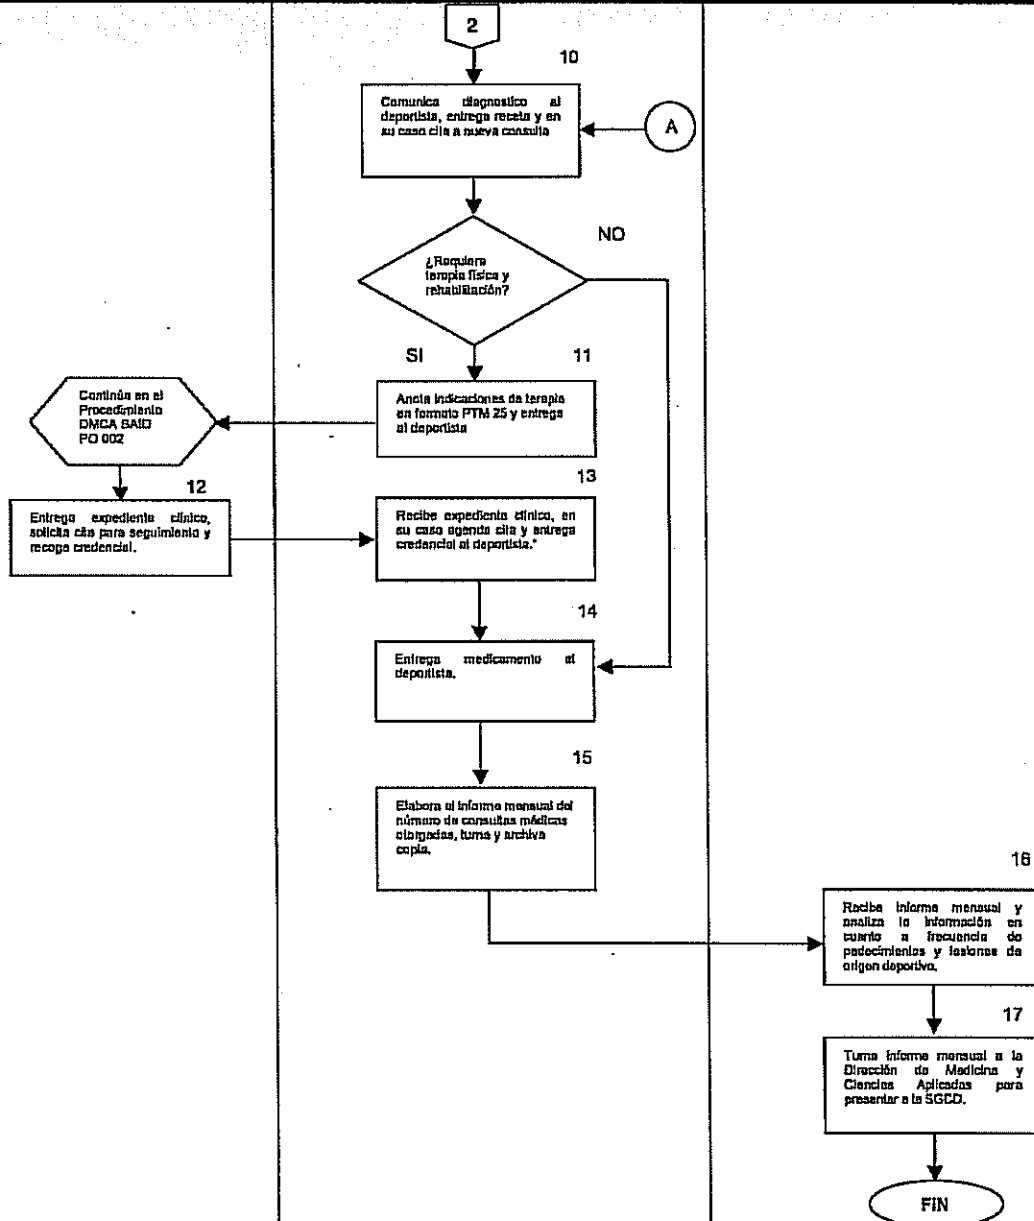 2
10
Comunica diagnostico al
deportista, entrega receta y en
su caso cita a nueva consulta
A
¿Requiere
terapia física y
rehabilitación?
NO
SI
11
Anota indicaciones de terapia
en formato PTM 25 y entrega
al deportista
Continúa en el
Procedimiento
DMCA SAID
PO 002
12
Entrega expediente clínico,
solicita cita para seguimiento y
recoge credencial.
13
Recibe expediente clínico, en
su caso agenda cita y entrega
credencial al deportista.*
14
Entrega medicamento al
deportista.
15
Elabora el informe mensual del
número de consultas médicas
otorgadas, turna y archiva
copia.
16
Recibe informe mensual y
analiza la información en
cuanto a frecuencia de
padecimientos y lesiones de
origen deportivo.
17
Turna informe mensual a la
Dirección de Medicina y
Ciencias Aplicadas para
presentar a la SGCD.
FIN